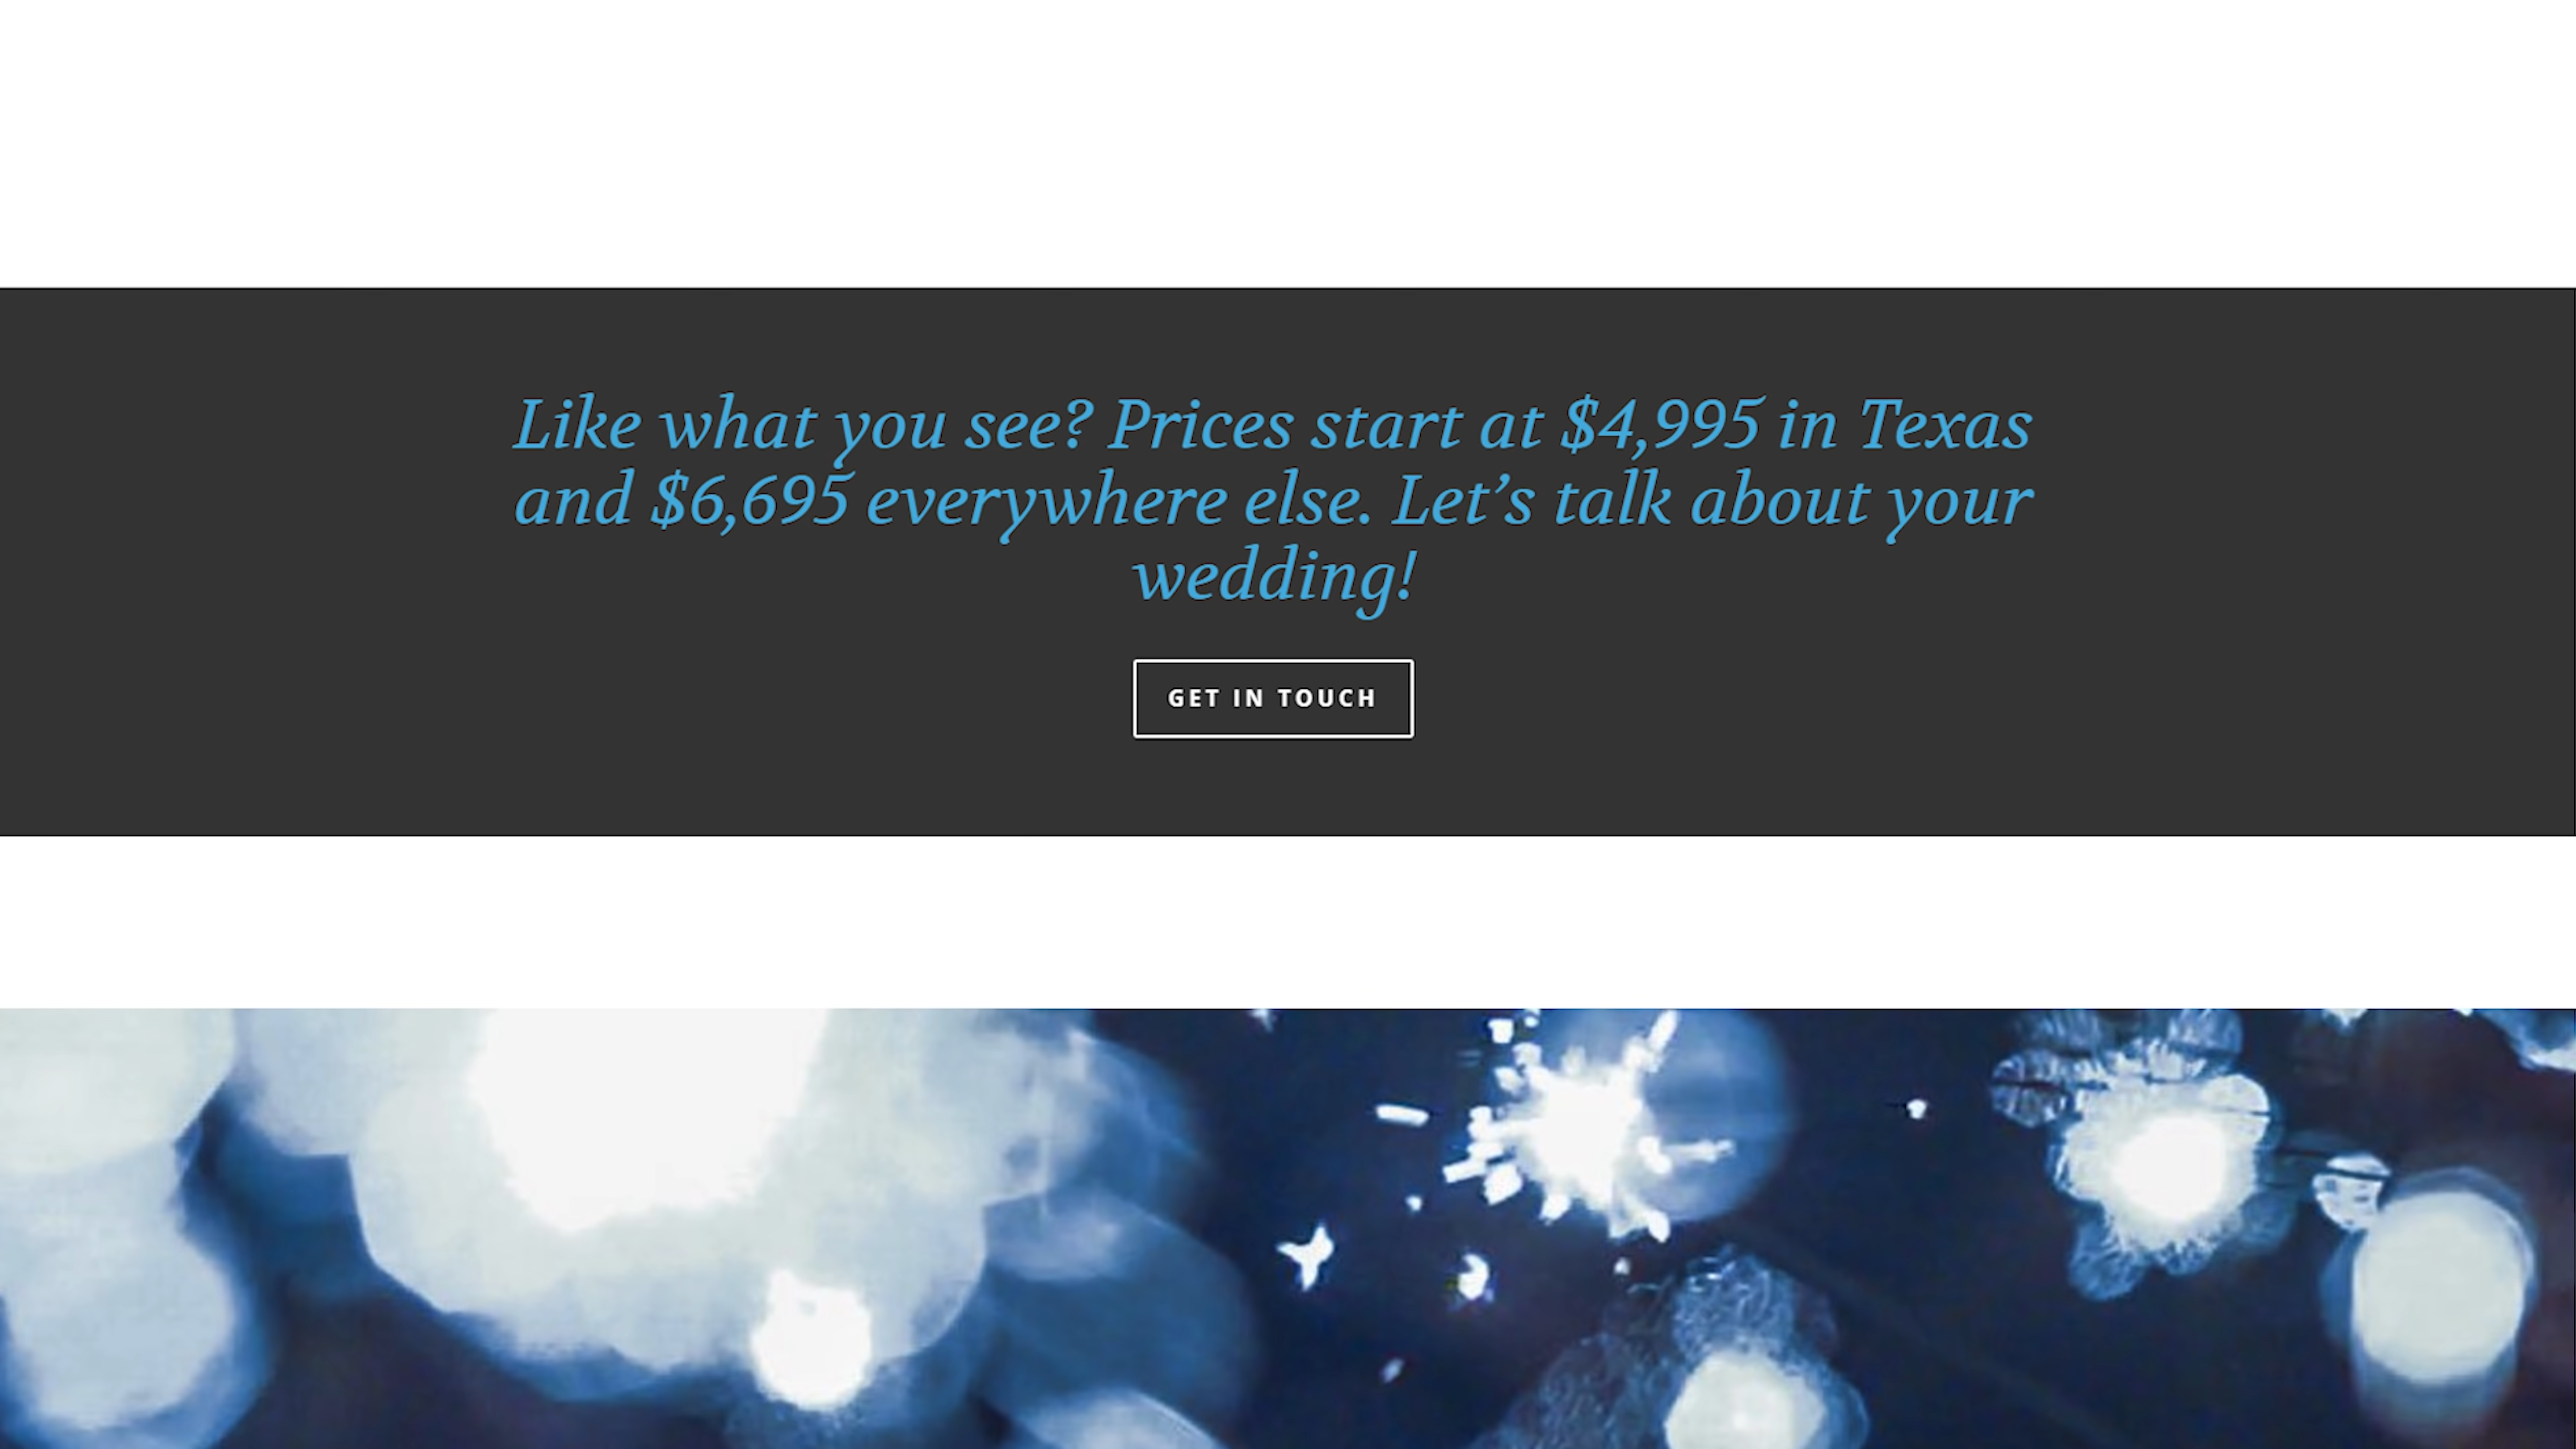 Like what you see? Prices start at $4,995 in Texas
and $6,695 everywhere else. Let’s talk about your
wedding!
GET IN TOUCH